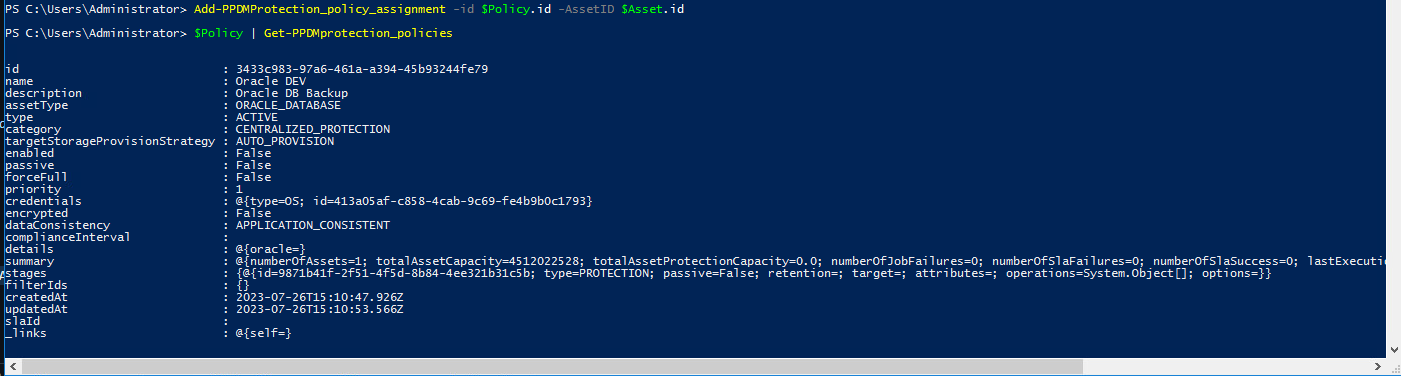 PS C:\Users\Administrator> Add-PPDMProtection_policy_assignment -id $Policy.id -AssetID $Asset.id
PS C:\Users\Administrator> $Policy | Get-PPDMprotection_policies
id : 3433c983-97a6-461a-a394-45b93244fe79
name : Oracle DEV
description : Oracle DB Backup
assetType : ORACLE_DATABASE
type : ACTIVE
category : CENTRALIZED_PROTECTION
targetStorageProvisionStrategy : AUTO_PROVISION
enabled : False
passive : False
forceFull : False
priority : 1
credentials : @{type=OS; id=413a05af-c858-4cab-9c69-fe4b9b0c1793}
encrypted : False
dataConsistency : APPLICATION_CONSISTENT
complianceInterval :
details : @{oracle=}
summary : @{numberOfAssets=1; totalAssetCapacity=4512022528; totalAssetProtectionCapacity=0.0; numberOfJobFailures=0; numberOfSlaFailures=0; numberOfSlaSuccess=0; lastExecutio
stages : {@{id=9871b41f-2f51-4f5d-8b84-4ee321b31c5b; type=PROTECTION; passive=False; retention=; target=; attributes=; operations=System.Object[]; options=}}
filterIds : {}
createdAt : 2023-07-26T15:10:47.926Z
updatedAt : 2023-07-26T15:10:53.566Z
slaId :
_links : @{self=}